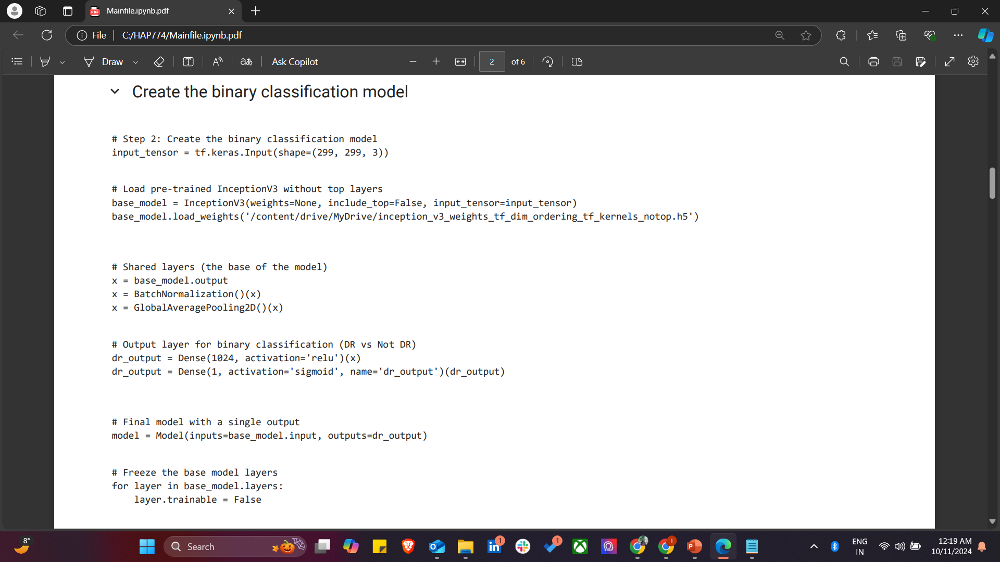 Mainfile.ipynb.pdf
File
C:/HAP774/Mainfile.ipynb.pdf
Draw
Ask Copilot
2 of 6
Create the binary classification model
# Step 2: Create the binary classification model
input_tensor = tf.keras.Input(shape=(299, 299, 3))
# Load pre-trained InceptionV3 without top layers
base_model = InceptionV3(weights=None, include_top=False, input_tensor=input_tensor)
base_model.load_weights('/content/drive/MyDrive/inception_v3_weights_tf_dim_ordering_tf_kernels_notop.h5')
# Shared layers (the base of the model)
x = base_model.output
x = BatchNormalization()(x)
x = GlobalAveragePooling2D()(x)
# Output layer for binary classification (DR vs Not DR)
dr_output = Dense(1024, activation='relu')(x)
dr_output = Dense(1, activation='sigmoid', name='dr_output')(dr_output)
# Final model with a single output
model = Model(inputs=base_model.input, outputs=dr_output)
# Freeze the base model layers
for layer in base_model.layers:
    layer.trainable = False
8°
Search
1
1
ENG
IN
12:19 AM
10/11/2024